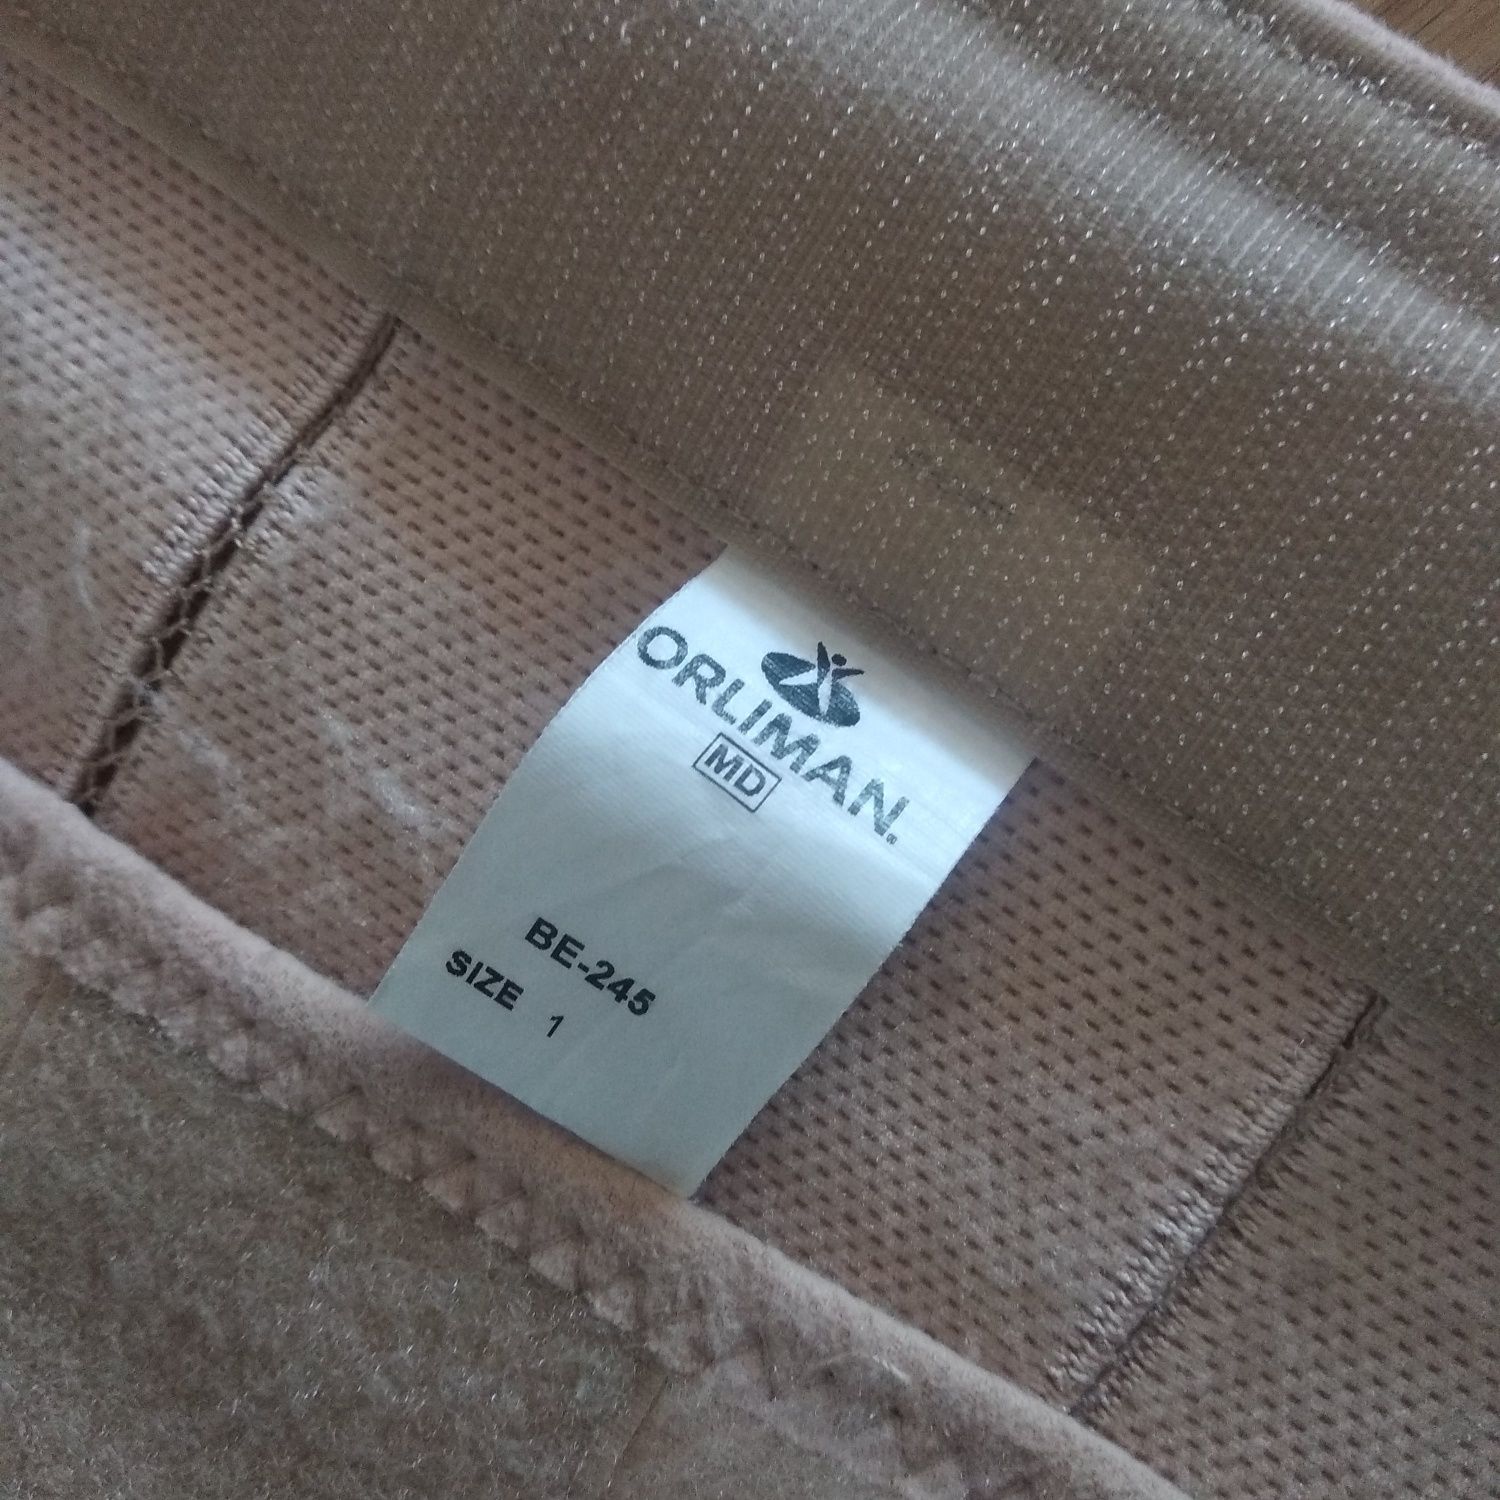 ORLIMAN®
MD
BE-245
SIZE 1